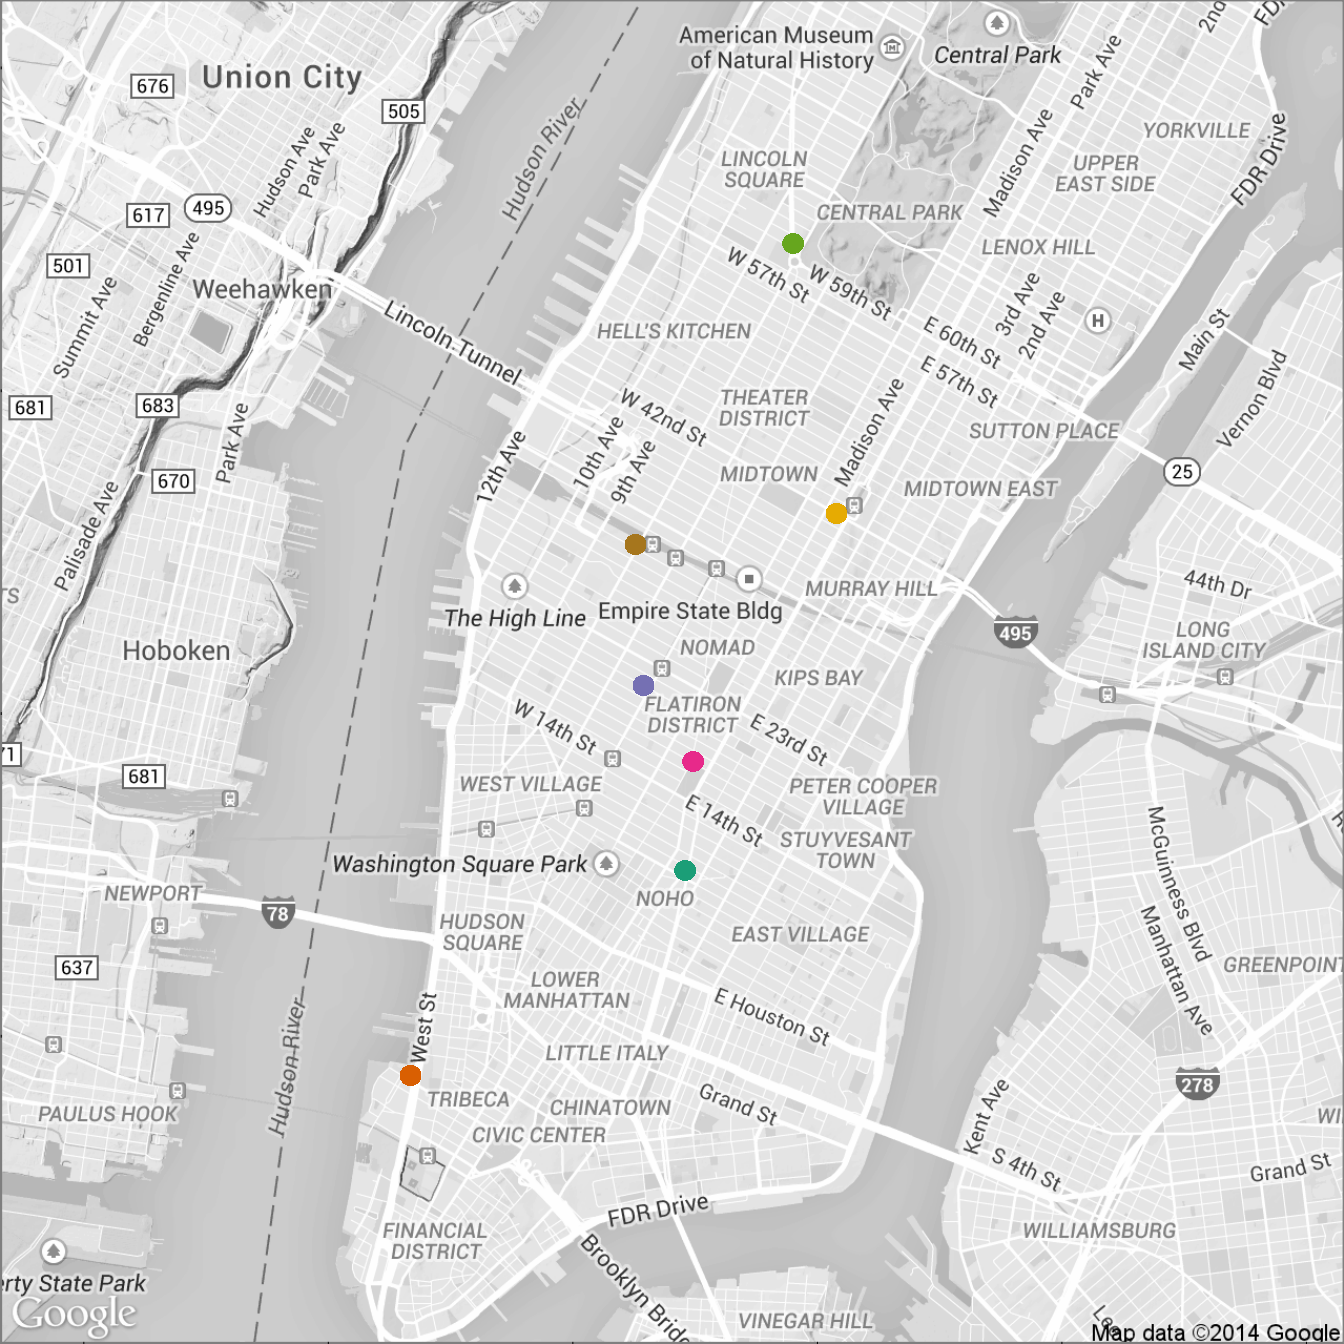 American Museum
of Natural History
Central Park
2nd
FDR
Park Ave
676
Union City
505
Hudson River
YORKVILLE
Hudson Ave
Park Ave
LINCOLN
SQUARE
Madison Ave
UPPER
EAST SIDE
FDR Drive
495
617
CENTRAL PARK
LENOX HILL
501
Bergenline Ave
Weehawken
Summit Ave
W 57th St
W 59th St
3rd Ave
2nd Ave
H
Lincoln Tunnel
HELL'S KITCHEN
E 60th St
E 57th St
Main St
Vernon Blvd
681
683
Park Ave
W 42nd St
THEATER
DISTRICT
Madison Ave
SUTTON PLACE
670
12th Ave
10th Ave
9th Ave
MIDTOWN
MIDTOWN EAST
25
Palisade Ave
TS
The High Line
Empire State Bldg
MURRAY HILL
44th Dr
495
LONG
ISLAND CITY
Hoboken
NOMAD
KIPS BAY
W 14th St
FLATIRON
DISTRICT
E 23rd St
71
681
WEST VILLAGE
PETER COOPER
VILLAGE
E 14th St
STUYVESANT
TOWN
McGuinness Blvd
Washington Square Park
NEWPORT
78
NOHO
HUDSON
SQUARE
EAST VILLAGE
Manhattan Ave
GREENPOINT
637
LOWER
MANHATTAN
E Houston St
West St
Hudson River
LITTLE ITALY
278
PAULUS HOOK
TRIBECA
CHINATOWN
Grand St
Kent Ave
WI
CIVIC CENTER
S 4th St
Grand St
FDR Drive
FINANCIAL
DISTRICT
WILLIAMSBURG
Brooklyn Bridg
erty State Park
Google
VINEGAR HILL
Map data ©2014 Google